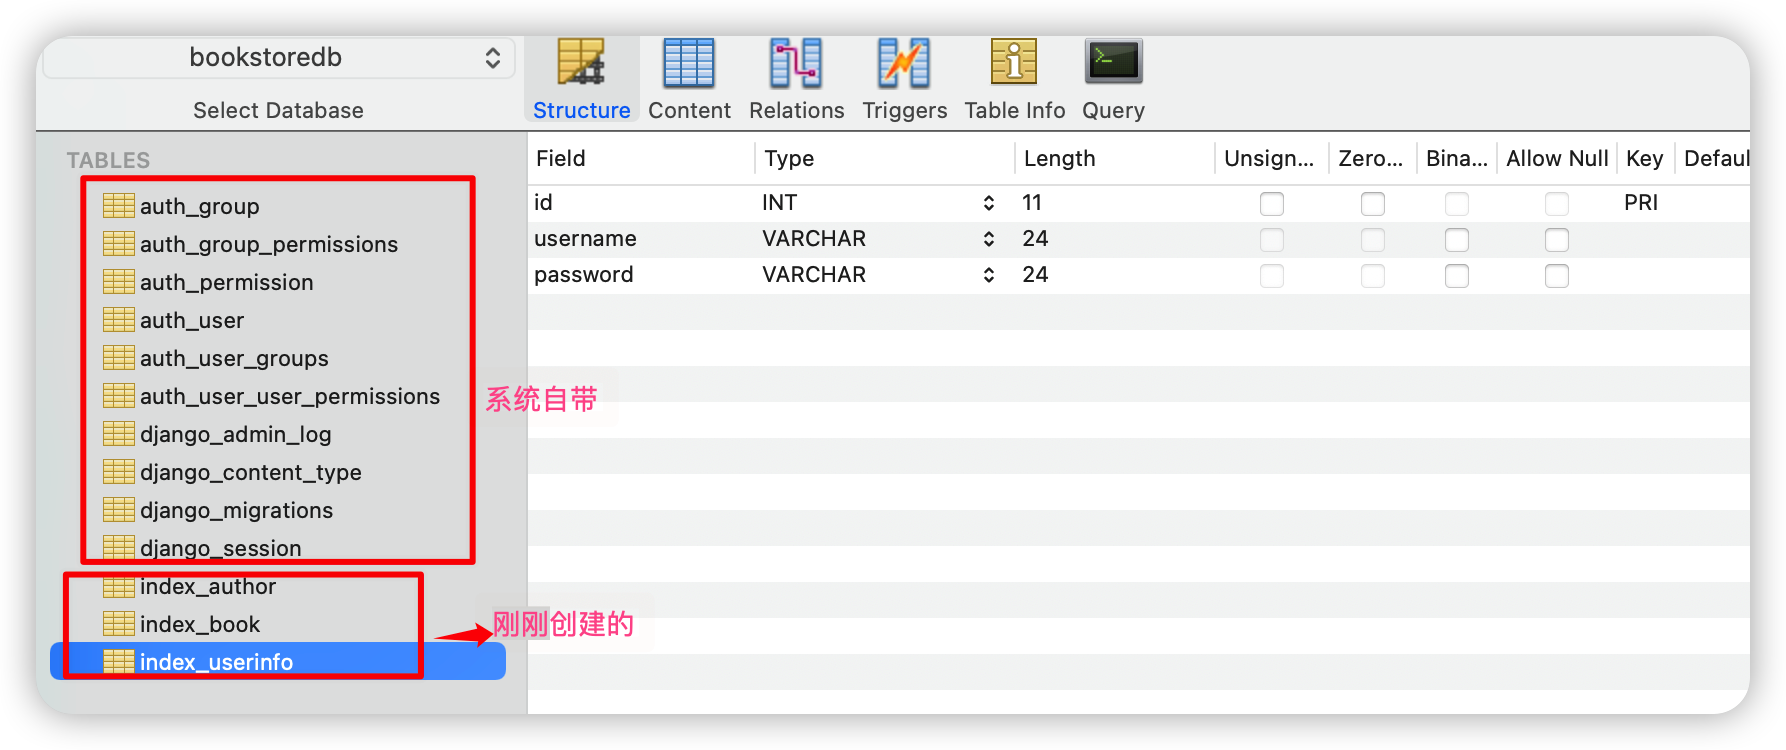 bookstoredb
Select Database
Structure Content Relations Triggers Table Info Query
TABLES
auth_group
auth_group_permissions
auth_permission
auth_user
auth_user_groups
auth_user_user_permissions
django_admin_log
django_content_type
django_migrations
django_session
index_author
index_book
index_userinfo
系统自带
刚刚创建的
Field Type Length Unsign... Zero... Bina... Allow Null Key Defaul
id INT 11 PRI
username VARCHAR 24
password VARCHAR 24